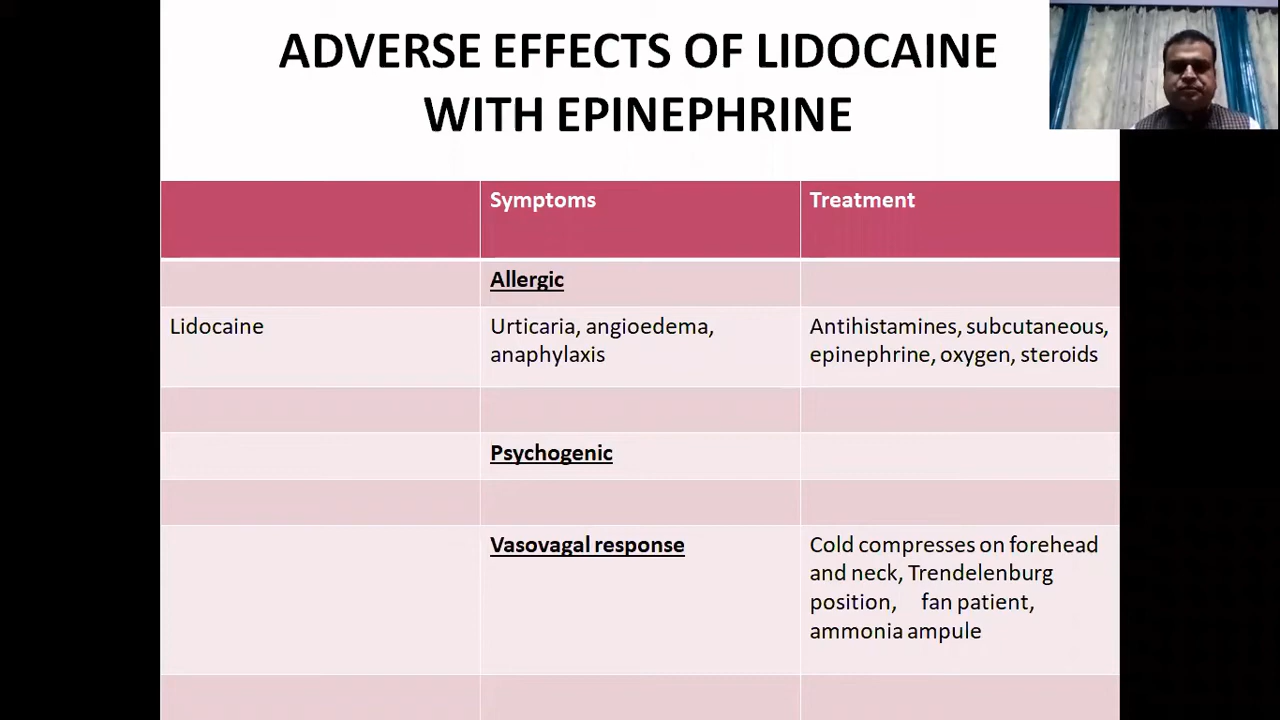 ADVERSE EFFECTS OF LIDOCAINE
WITH EPINEPHRINE
Symptoms
Treatment
Allergic
Lidocaine
Urticaria, angioedema,
anaphylaxis
Antihistamines, subcutaneous,
epinephrine, oxygen, steroids
Psychogenic
Vasovagal response
Cold compresses on forehead
and neck, Trendelenburg
position, fan patient,
ammonia ampule